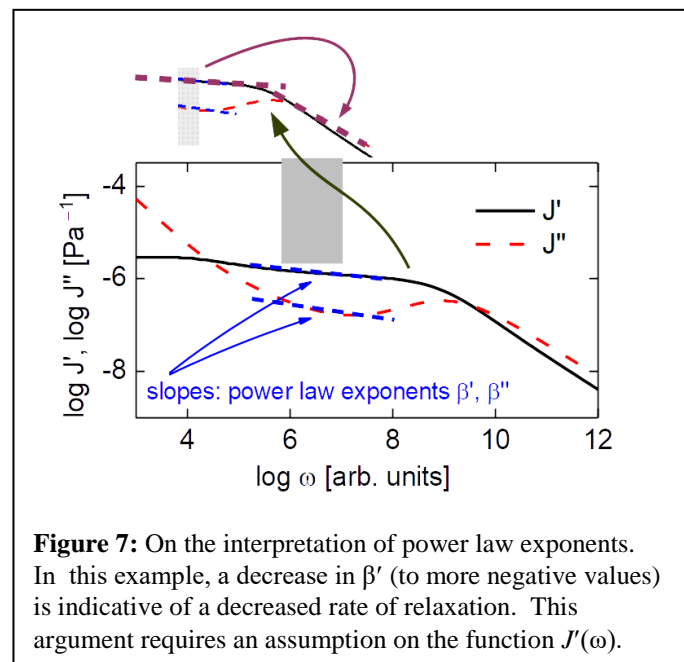 -4
-6
-8
log J', log J" [Pa⁻¹]
J'
J"
slopes: power law exponents β', β"
4 6 8 10 12
log ω [arb. units]
Figure 7: On the interpretation of power law exponents.
In this example, a decrease in β′ (to more negative values)
is indicative of a decreased rate of relaxation. This
argument requires an assumption on the function J′(ω).